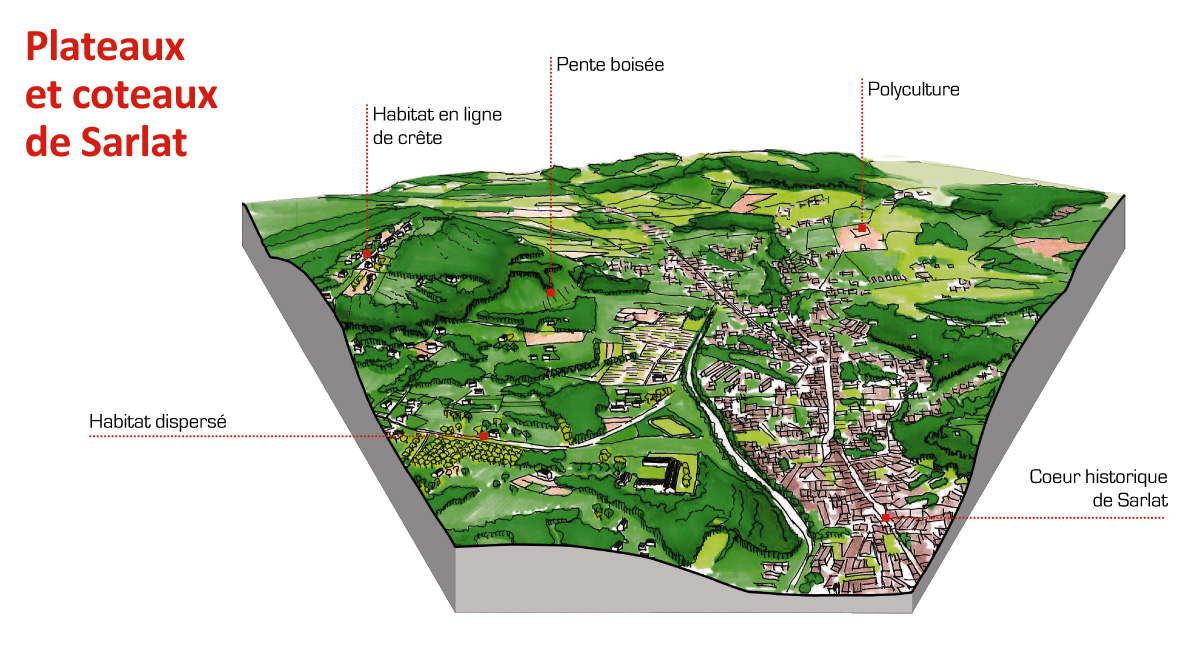 Plateaux
et coteaux
de Sarlat
Pente boisée
Polyculture
Habitat en ligne
de crête
Habitat dispersé
Coeur historique
de Sarlat